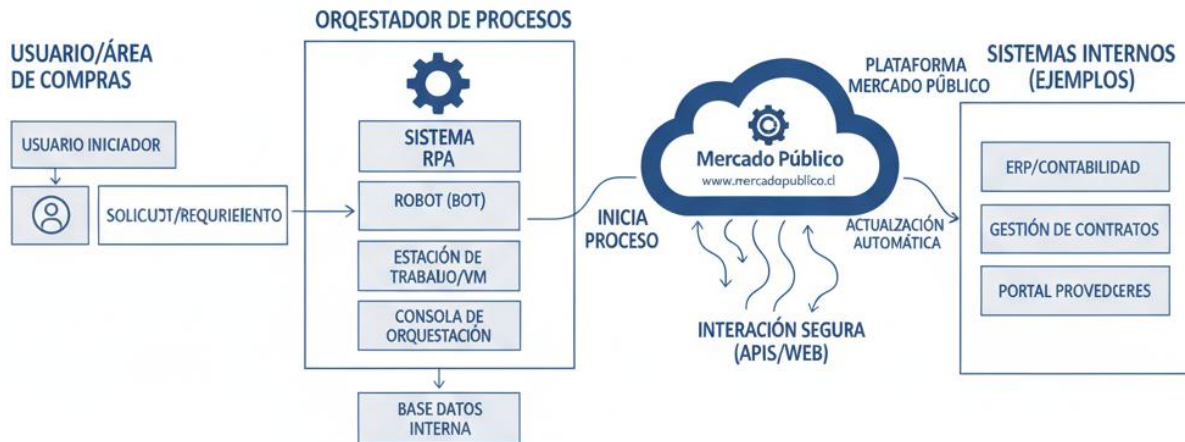 USUARIO/ÁREA
DE COMPRAS
USUARIO INICIADOR
SOLICUJT/REQURIEIENTO
ORQESTADOR DE PROCESOS
SISTEMA
RPA
ROBOT (BOT)
ESTACIÓN DE
TRABAUO/VM
CONSOLA DE
ORQUESTACIÓN
BASE DATOS
INTERNA
INICIA
PROCESO
PLATAFORMA
MERCADO PÚBLICO
Mercado Público
www.mercadopublico.cl
INTERACIÓN SEGURA
(APIS/WEB)
ACTUALZACIÓN
AUTOMÁTICA
SISTEMAS INTERNOS
(EJEMPLOS)
ERP/CONTABILIDAD
GESTIÓN DE CONTRATOS
PORTAL PROVEDCERES